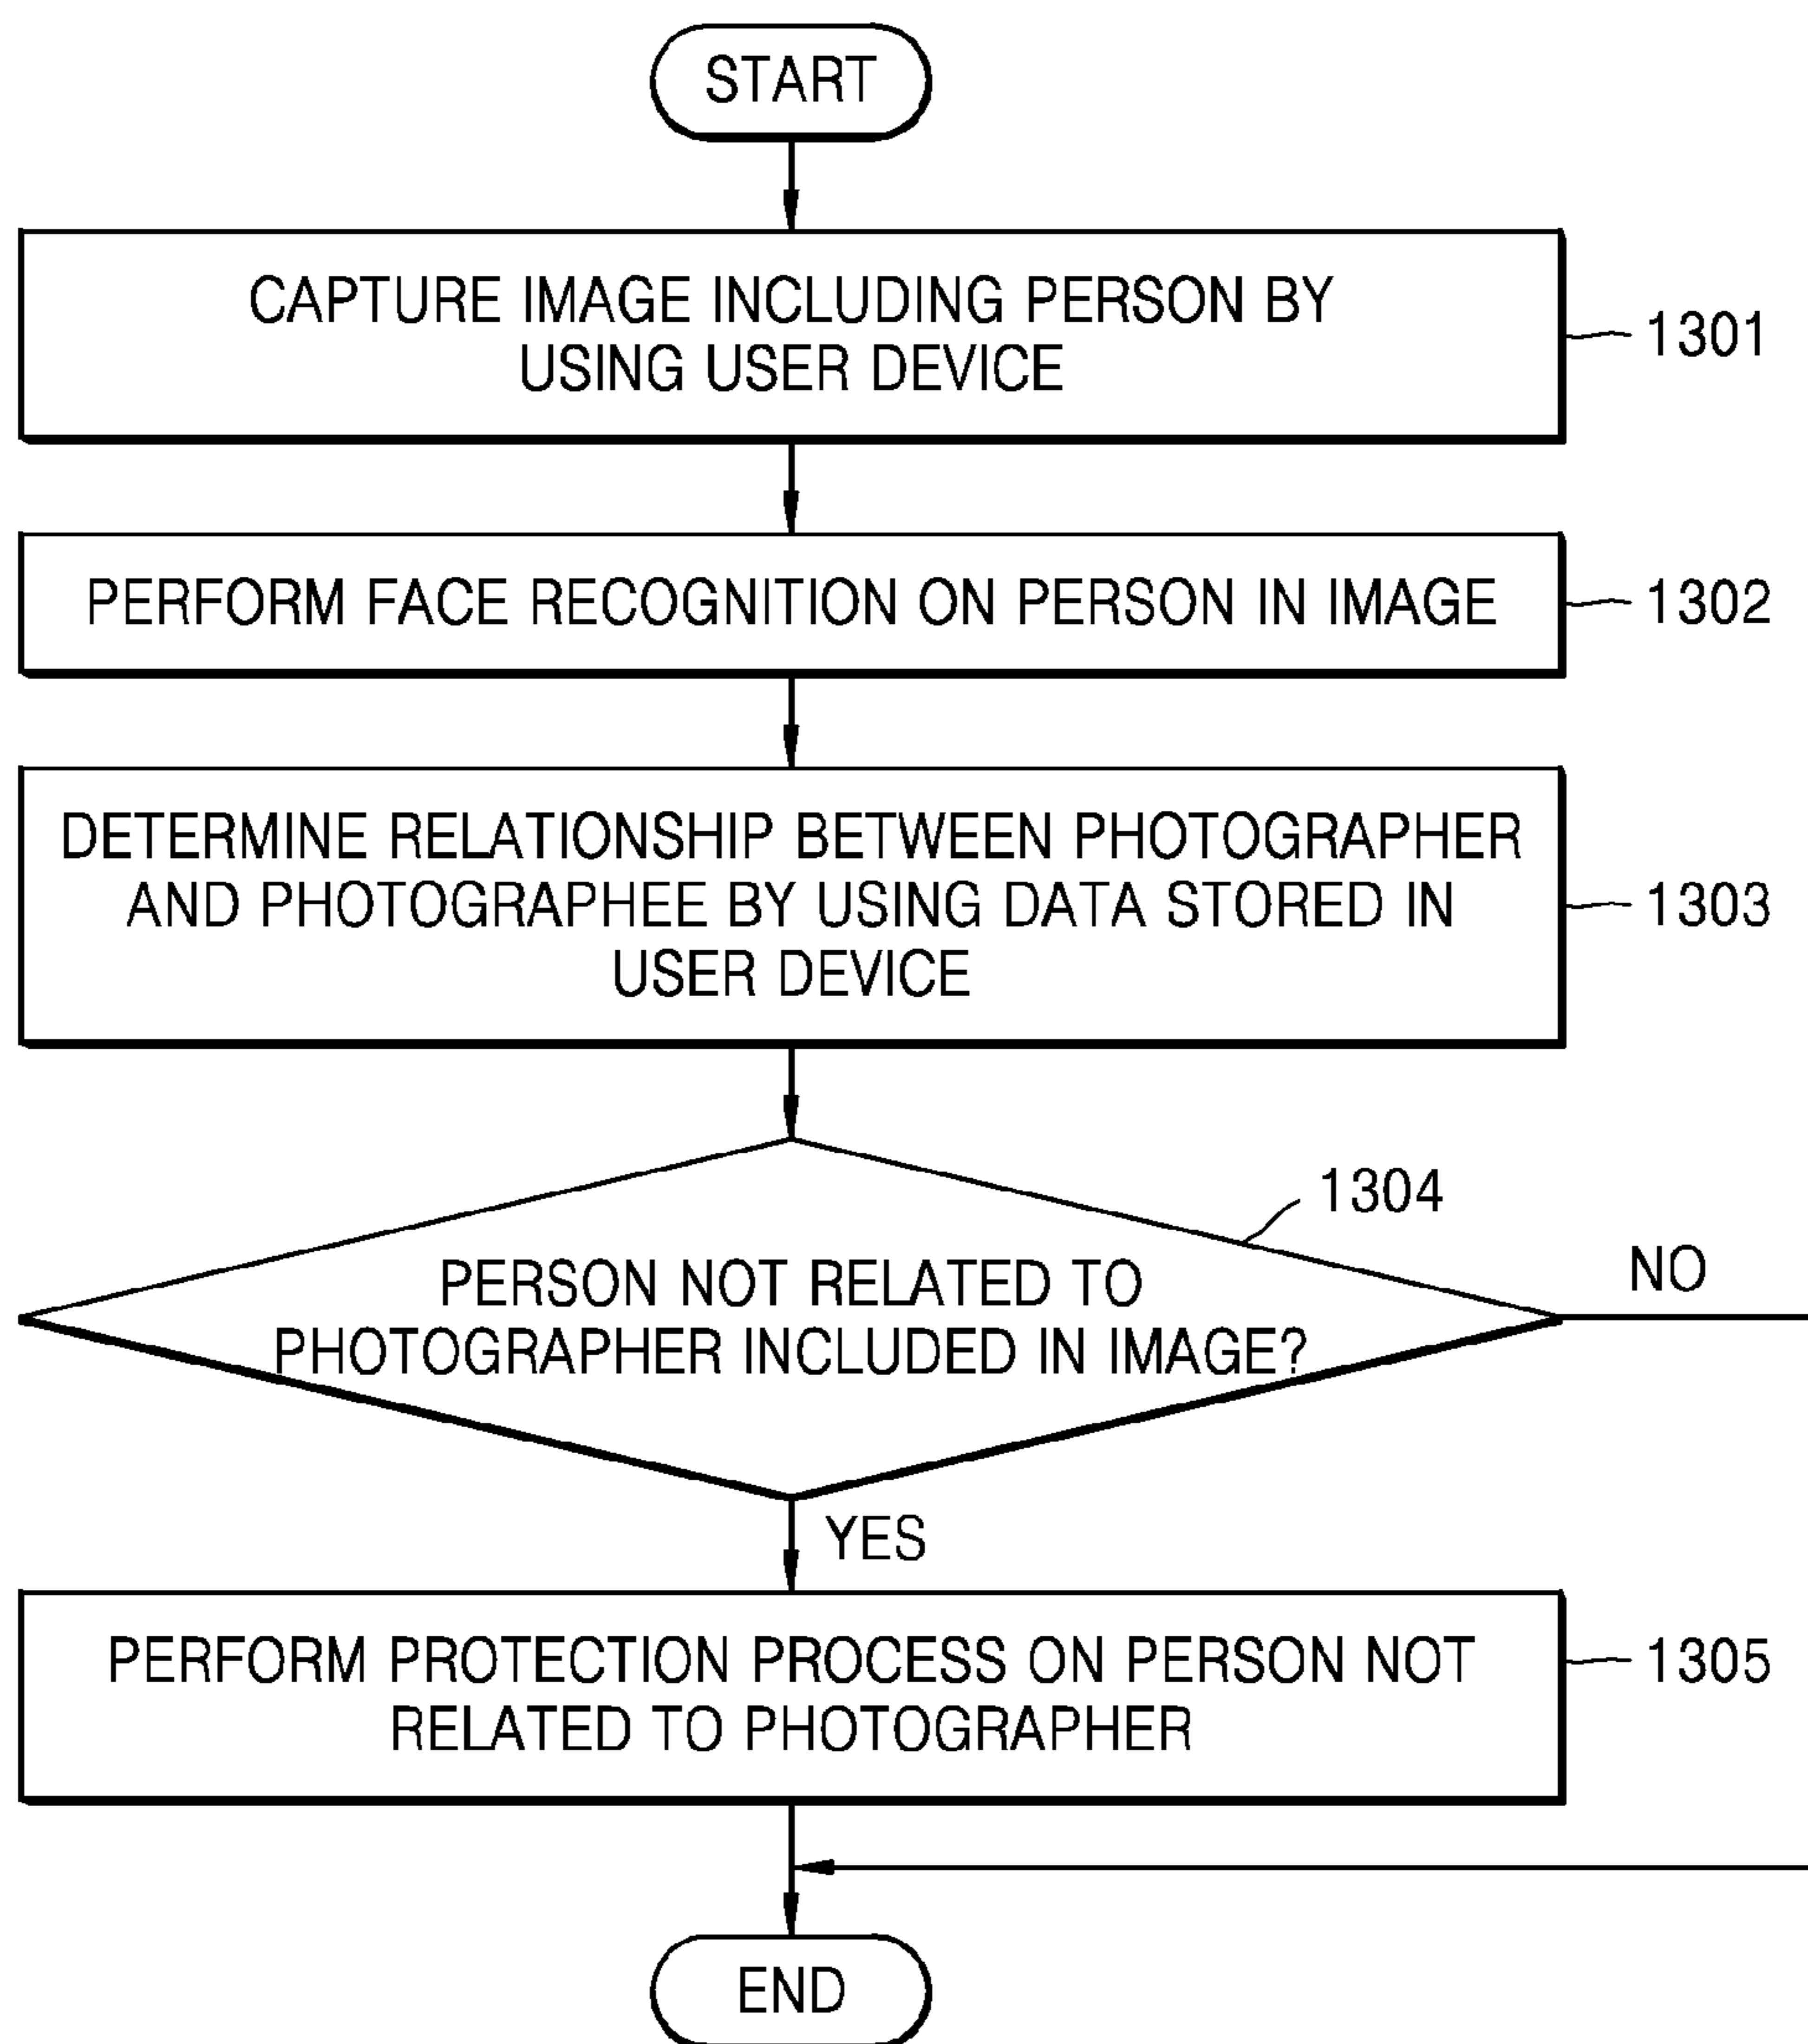 START
CAPTURE IMAGE INCLUDING PERSON BY
USING USER DEVICE
1301
PERFORM FACE RECOGNITION ON PERSON IN IMAGE
1302
DETERMINE RELATIONSHIP BETWEEN PHOTOGRAPHER
AND PHOTOGRAPHEE BY USING DATA STORED IN
USER DEVICE
1303
1304
PERSON NOT RELATED TO
PHOTOGRAPHER INCLUDED IN IMAGE?
NO
YES
PERFORM PROTECTION PROCESS ON PERSON NOT
RELATED TO PHOTOGRAPHER
1305
END